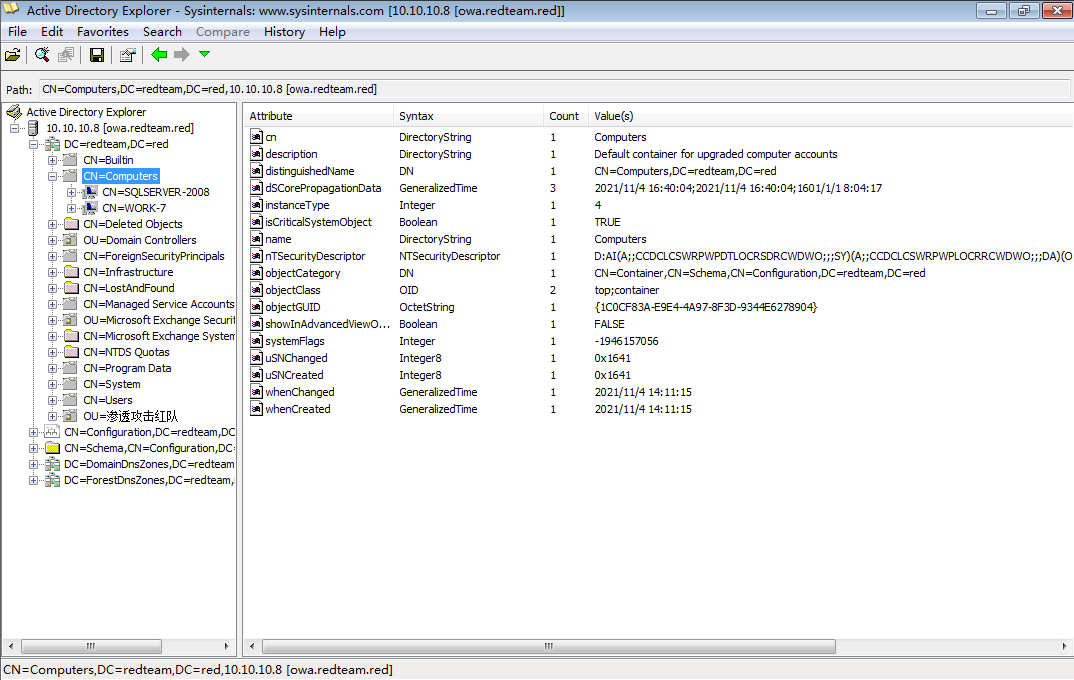 Active Directory Explorer - Sysinternals: www.sysinternals.com [10.10.10.8 [owa.redteam.red]]
File Edit Favorites Search Compare History Help
Path: CN=Computers,DC=redteam,DC=red,10.10.10.8 [owa.redteam.red]
Active Directory Explorer
10.10.10.8 [owa.redteam.red]
DC=redteam,DC=red
CN=Builtin
CN=Computers
CN=SQLSERVER-2008
CN=WORK-7
CN=Deleted Objects
OU=Domain Controllers
CN=ForeignSecurityPrincipals
CN=Infrastructure
CN=LostAndFound
CN=Managed Service Accounts
OU=Microsoft Exchange Securit
CN=Microsoft Exchange System
CN=NTDS Quotas
CN=Program Data
CN=System
CN=Users
OU=渗透攻击红队
CN=Configuration,DC=redteam,DC
CN=Schema,CN=Configuration,DC=
DC=DomainDnsZones,DC=redteam
DC=ForestDnsZones,DC=redteam,
Attribute Syntax Count Value(s)
cn DirectoryString 1 Computers
description DirectoryString 1 Default container for upgraded computer accounts
distinguishedName DN 1 CN=Computers,DC=redteam,DC=red
dSCorePropagationData GeneralizedTime 3 2021/11/4 16:40:04;2021/11/4 16:40:04;1601/1/1 8:04:17
instanceType Integer 1 4
isCriticalSystemObject Boolean 1 TRUE
name DirectoryString 1 Computers
nTSecurityDescriptor NTSecurityDescriptor 1 D:AI(A;;CCDCLCSWRPWPDTLOCRSDRCWDWO;;;SY)(A;;CCDCLCSWRPWPLOCRRCWDWO;;;DA)(O
objectCategory DN 1 CN=Container,CN=Schema,CN=Configuration,DC=redteam,DC=red
objectClass OID 2 top;container
objectGUID OctetString 1 {1C0CF83A-E9E4-4A97-8F3D-9344E6278904}
showInAdvancedViewO... Boolean 1 FALSE
systemFlags Integer 1 -1946157056
uSNChanged Integer8 1 0x1641
uSNCreated Integer8 1 0x1641
whenChanged GeneralizedTime 1 2021/11/4 14:11:15
whenCreated GeneralizedTime 1 2021/11/4 14:11:15
CN=Computers,DC=redteam,DC=red,10.10.10.8 [owa.redteam.red]